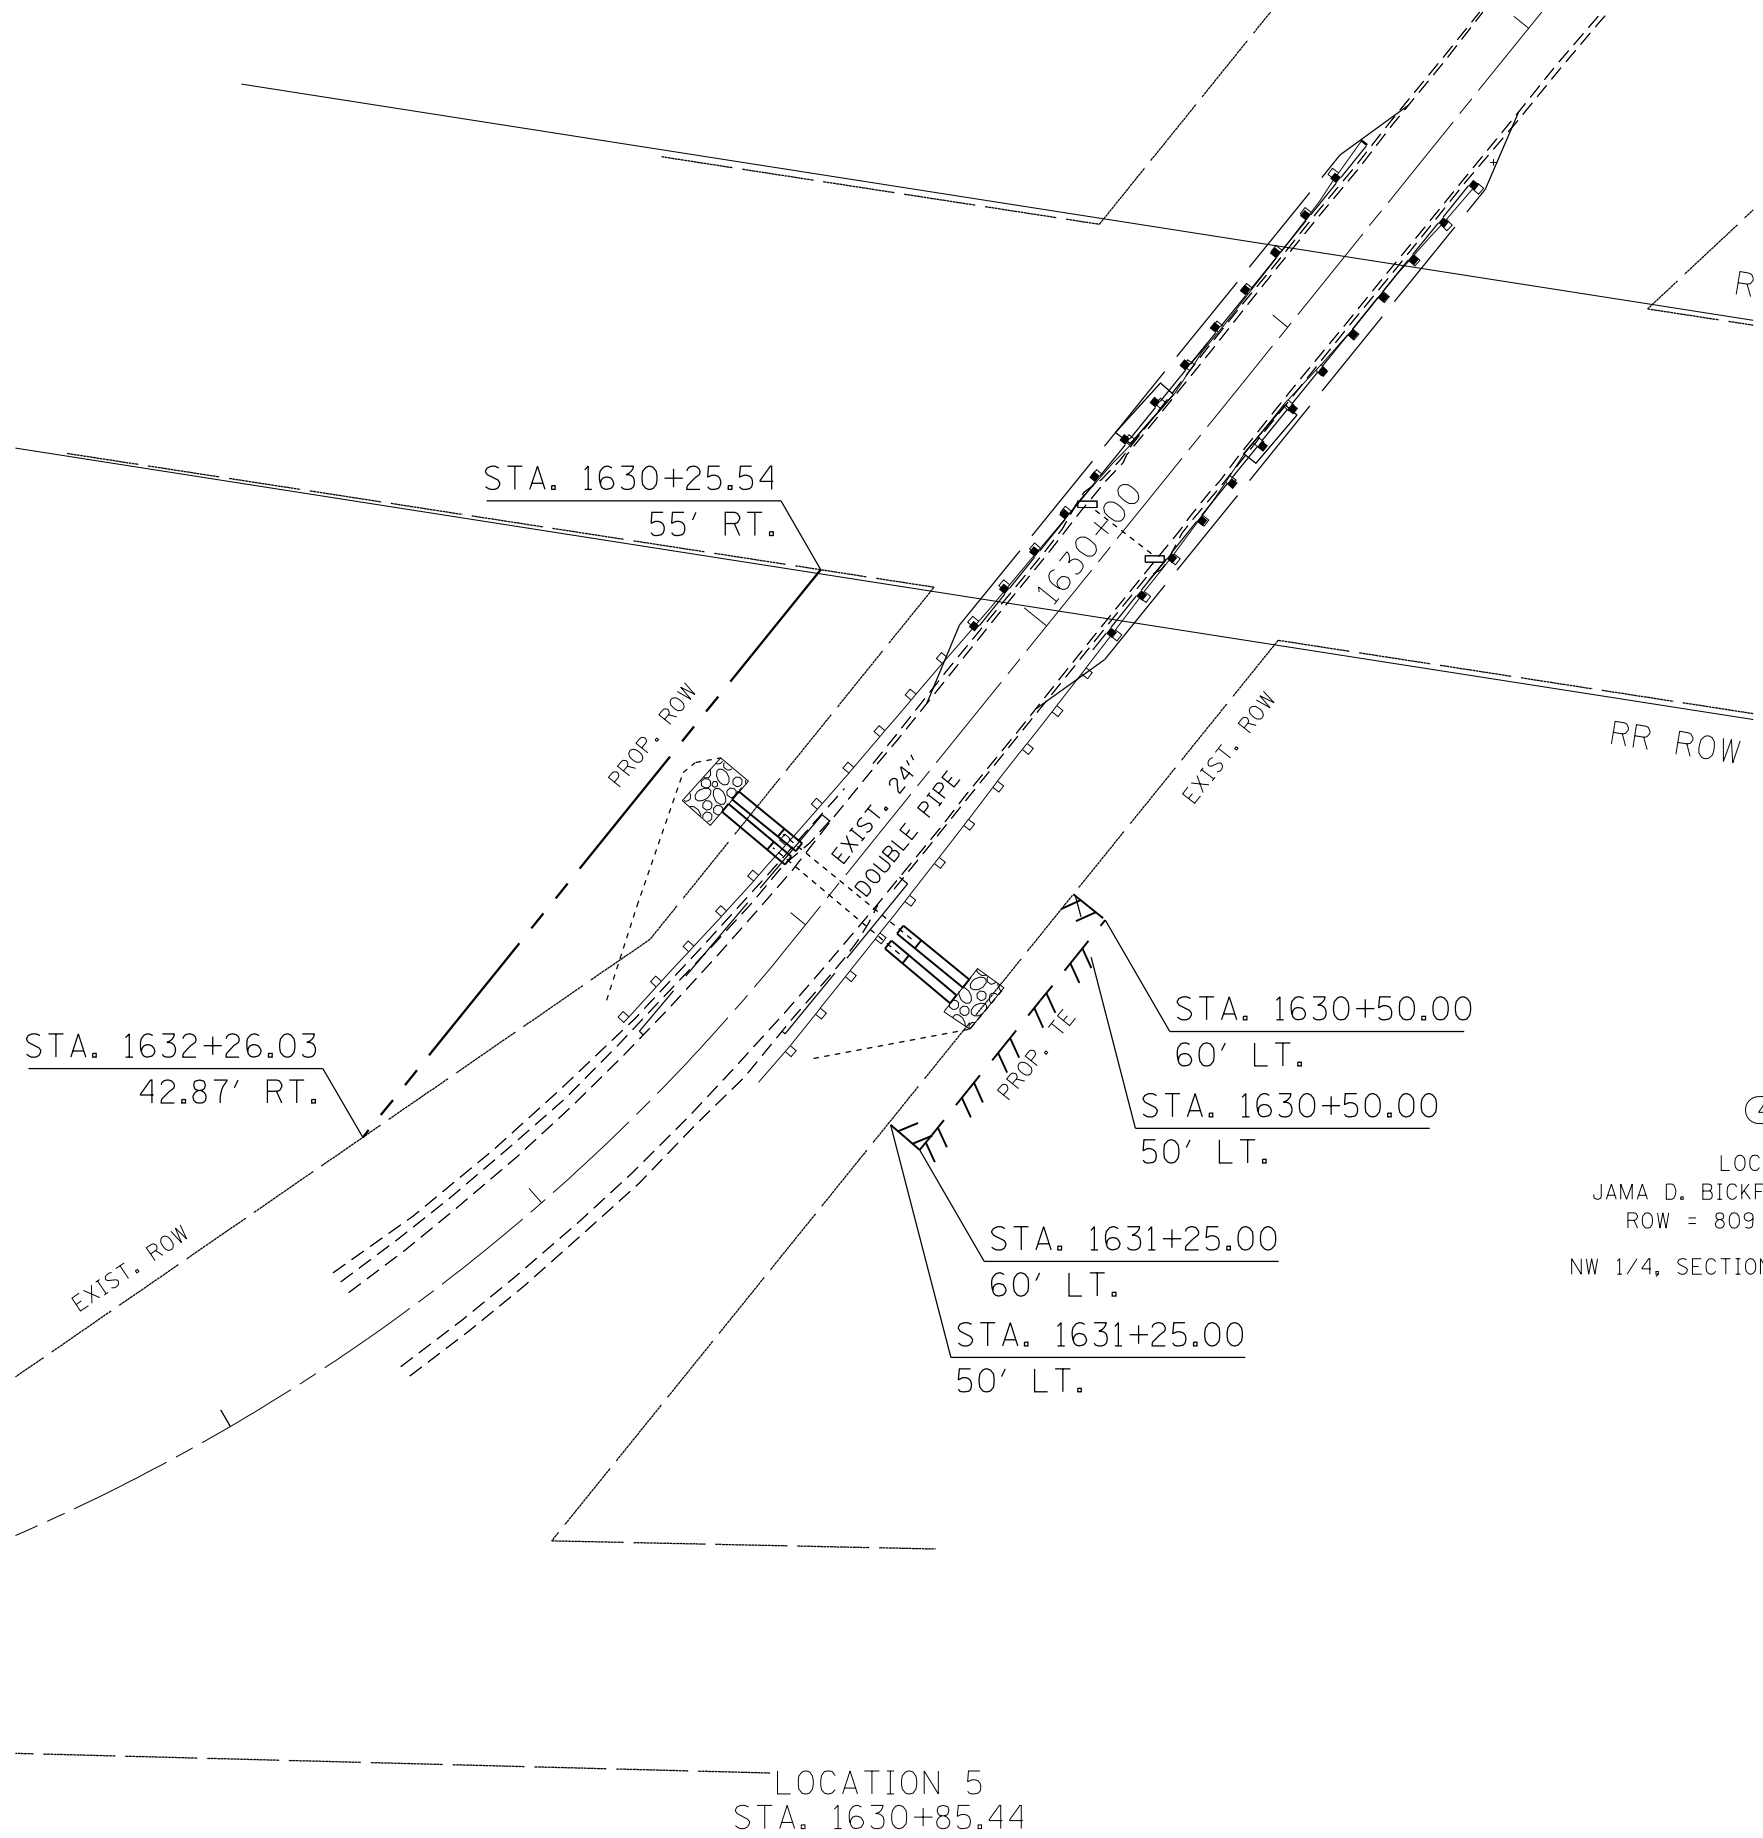 R
STA. 1630+25.54
55' RT.
1630+00
PROP. ROW
EXIST. ROW
RR ROW
EXIST. 24"
DOUBLE PIPE
STA. 1630+50.00
60' LT.
STA. 1632+26.03
42.87' RT.
PROP. TE
STA. 1630+50.00
50' LT.
LOC
JAMA D. BICKF
ROW = 809
NW 1/4, SECTION
EXIST. ROW
STA. 1631+25.00
60' LT.
STA. 1631+25.00
50' LT.
LOCATION 5
STA. 1630+85.44